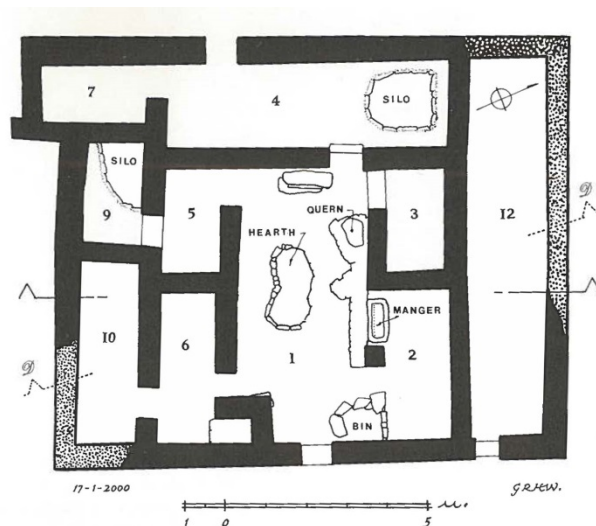 7
4
SILO
SILO
9
5
QUERN
3
12
HEARTH
D
MANGER
10
6
1
2
D
BIN
17-1-2000
G.R.H.W.
1 0 5 m.